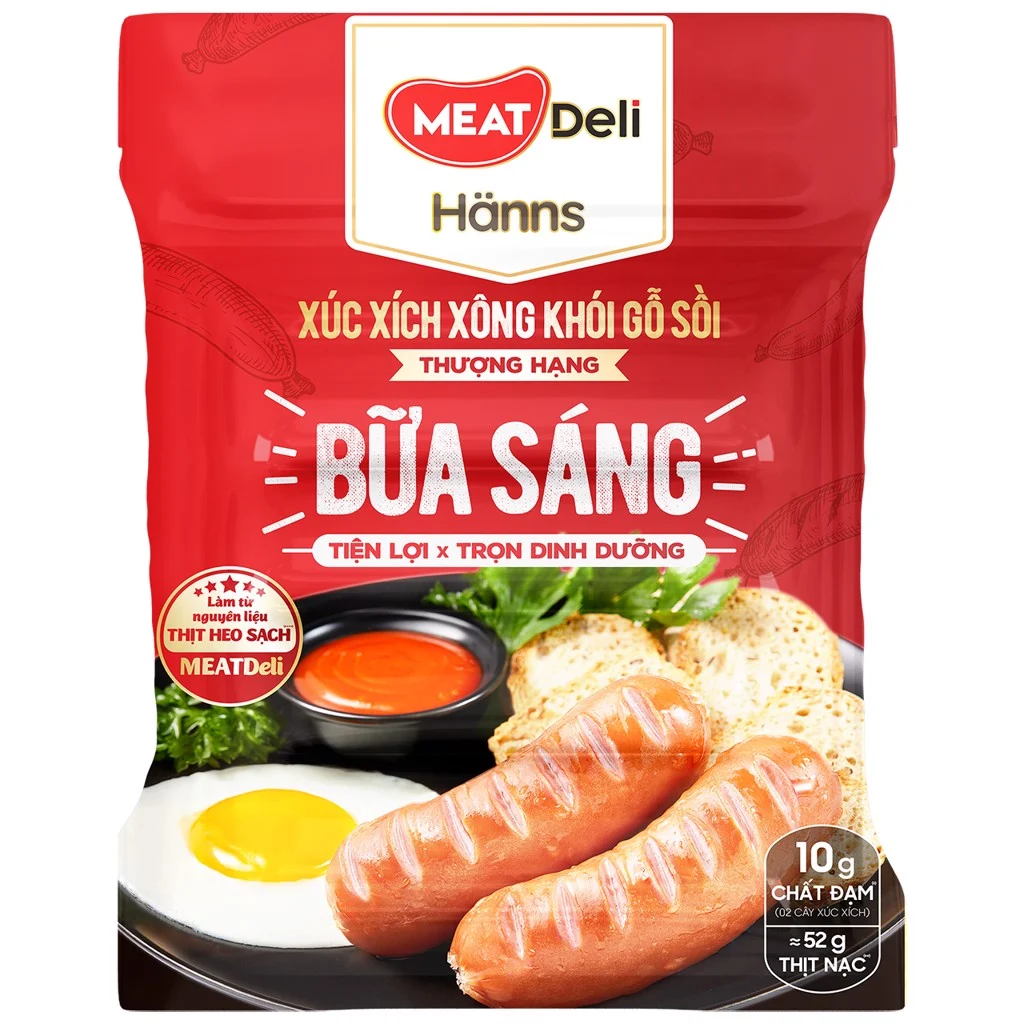 MEAT Deli
Hänns
XÚC XÍCH XÔNG KHÓI GỖ SỒI
THƯỢNG HẠNG
BỮA SÁNG
TIỆN LỢI x TRỌN DINH DƯỠNG
Làm từ
nguyên liệu
THỊT HEO SẠCH
MEATDeli
10g
CHẤT ĐẠM
(02 CÂY XÚC XÍCH)
≈52g
THỊT NẠC